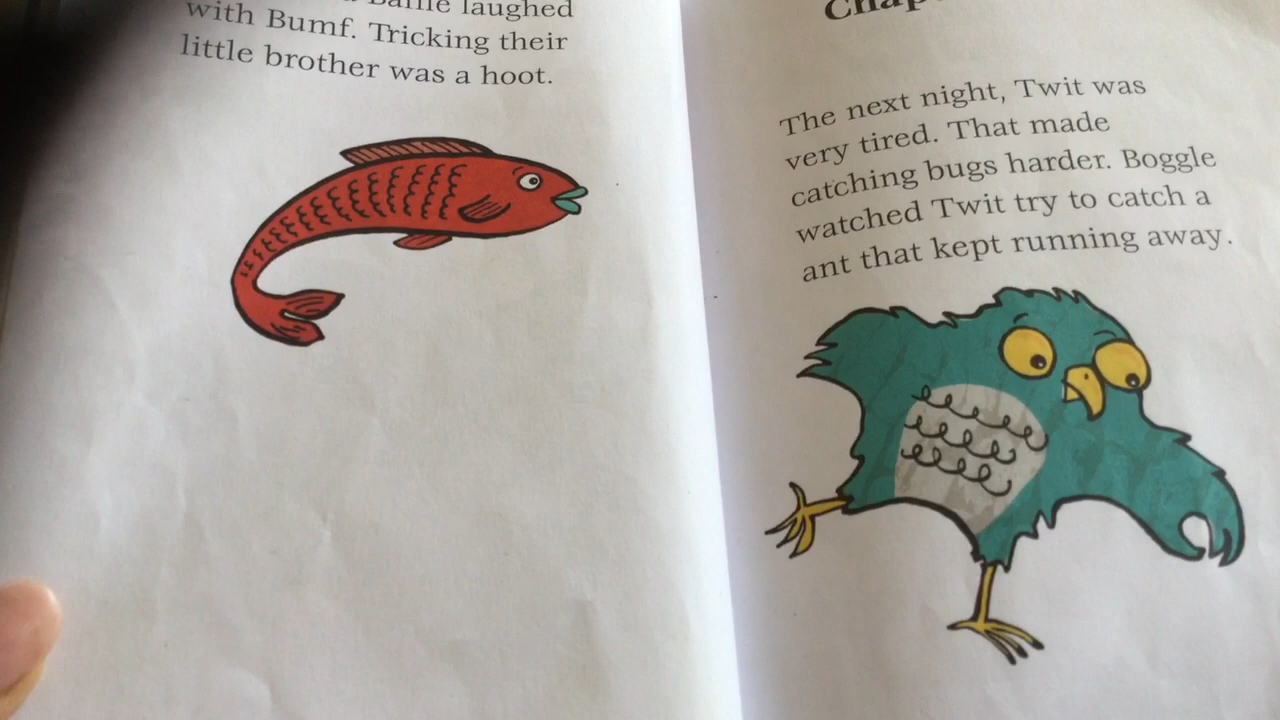 laughed
with Bumf. Tricking their
little brother was a hoot.
The next night, Twit was
very tired. That made
catching bugs harder. Boggle
watched Twit try to catch a
ant that kept running away.